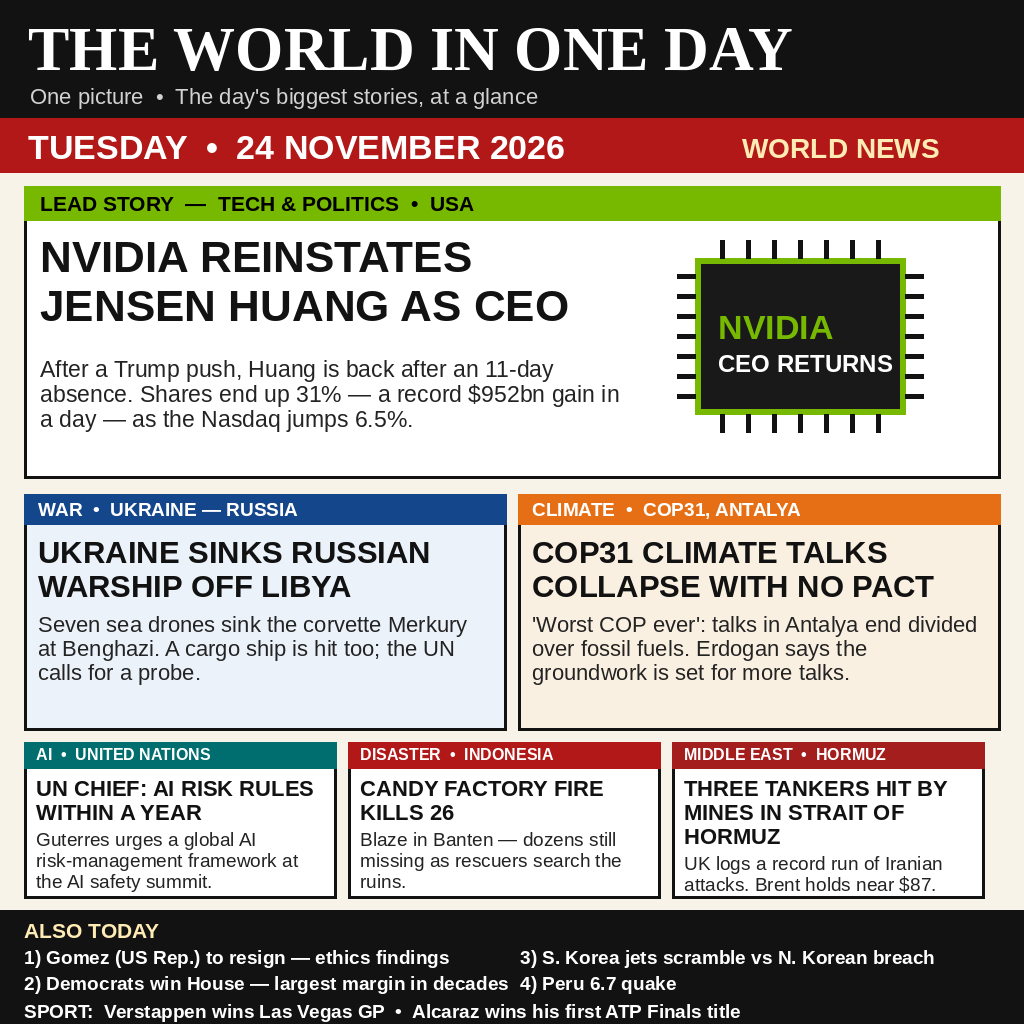 THE WORLD IN ONE DAY
One picture • The day's biggest stories, at a glance
TUESDAY • 24 NOVEMBER 2026
WORLD NEWS
LEAD STORY — TECH & POLITICS • USA
NVIDIA REINSTATES
JENSEN HUANG AS CEO
After a Trump push, Huang is back after an 11-day
absence. Shares end up 31% — a record $952bn gain in
a day — as the Nasdaq jumps 6.5%.
NVIDIA
CEO RETURNS
WAR • UKRAINE — RUSSIA
UKRAINE SINKS RUSSIAN
WARSHIP OFF LIBYA
Seven sea drones sink the corvette Merkury
at Benghazi. A cargo ship is hit too; the UN
calls for a probe.
CLIMATE • COP31, ANTALYA
COP31 CLIMATE TALKS
COLLAPSE WITH NO PACT
'Worst COP ever': talks in Antalya end divided
over fossil fuels. Erdogan says the
groundwork is set for more talks.
AI • UNITED NATIONS
UN CHIEF: AI RISK RULES
WITHIN A YEAR
Guterres urges a global AI
risk-management framework at
the AI safety summit.
DISASTER • INDONESIA
CANDY FACTORY FIRE
KILLS 26
Blaze in Banten — dozens still
missing as rescuers search the
ruins.
MIDDLE EAST • HORMUZ
THREE TANKERS HIT BY
MINES IN STRAIT OF
HORMUZ
UK logs a record run of Iranian
attacks. Brent holds near $87.
ALSO TODAY
1) Gomez (US Rep.) to resign — ethics findings
2) Democrats win House — largest margin in decades
3) S. Korea jets scramble vs N. Korean breach
4) Peru 6.7 quake
SPORT: Verstappen wins Las Vegas GP • Alcaraz wins his first ATP Finals title